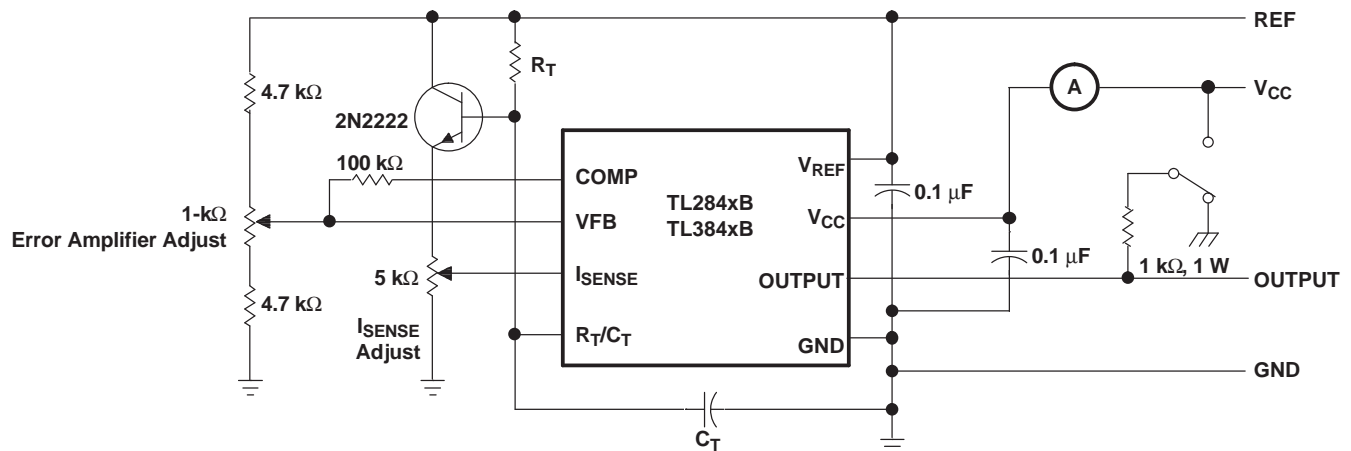 REF
R_T
4.7 kΩ
A
V_CC
2N2222
100 kΩ
COMP
V_REF
TL284xB
0.1 μF
1-kΩ
Error Amplifier Adjust
VFB
TL384xB
V_CC
5 kΩ
I_SENSE
0.1 μF
1 kΩ, 1 W
OUTPUT
OUTPUT
4.7 kΩ
I_SENSE
Adjust
R_T/C_T
GND
GND
C_T